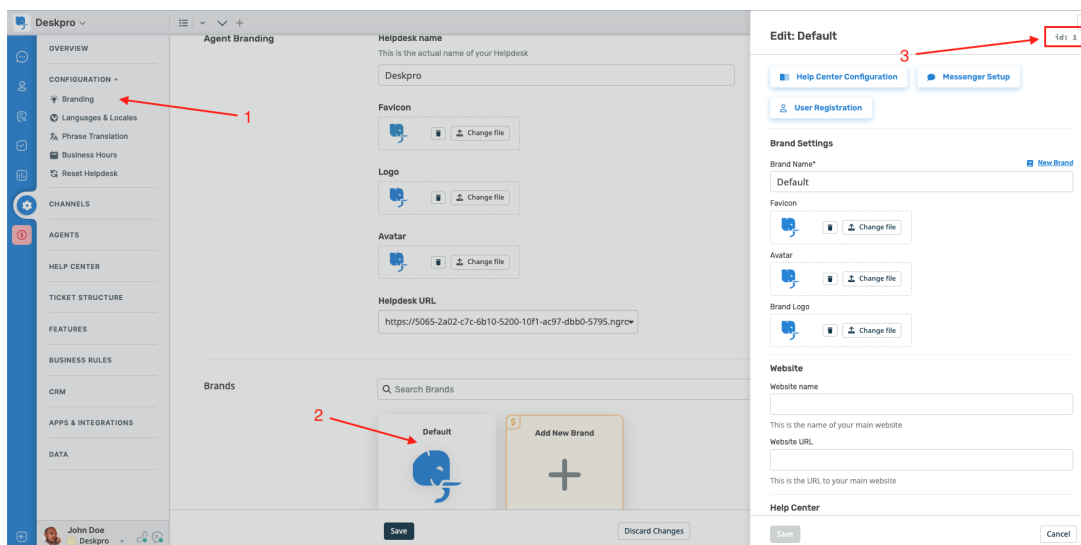 Deskpro
OVERVIEW
CONFIGURATION
Branding
Languages & Locales
Phrase Translation
Business Hours
Reset Helpdesk
CHANNELS
AGENTS
HELP CENTER
TICKET STRUCTURE
FEATURES
BUSINESS RULES
CRM
APPS & INTEGRATIONS
DATA
John Doe
Deskpro
1
Agent Branding
Helpdesk name
This is the actual name of your Helpdesk
Deskpro
Favicon
Change file
Logo
Change file
Avatar
Change file
Helpdesk URL
https://5065-2a02-c7c-6b10-5200-10f1-ac97-dbb0-5795.ngro
Brands
Search Brands
2
Default
$
Add New Brand
Save
Discard Changes
Edit: Default
3
id: 1
Help Center Configuration
Messenger Setup
User Registration
Brand Settings
Brand Name*
New Brand
Default
Favicon
Change file
Avatar
Change file
Brand Logo
Change file
Website
Website name
This is the name of your main website
Website URL
This is the URL to your main website
Help Center
Save
Cancel